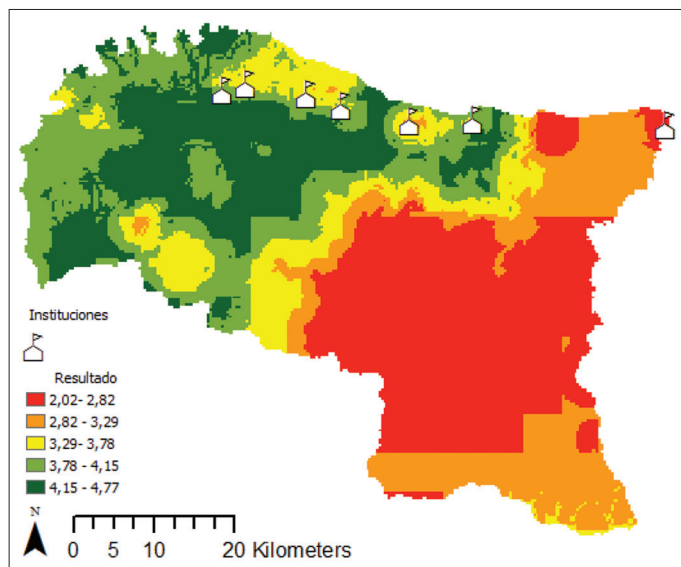 Instituciones
Resultado
2,02- 2,82
2,82 - 3,29
3,29- 3,78
3,78 - 4,15
4,15 - 4,77
N
0 5 10 20 Kilometers